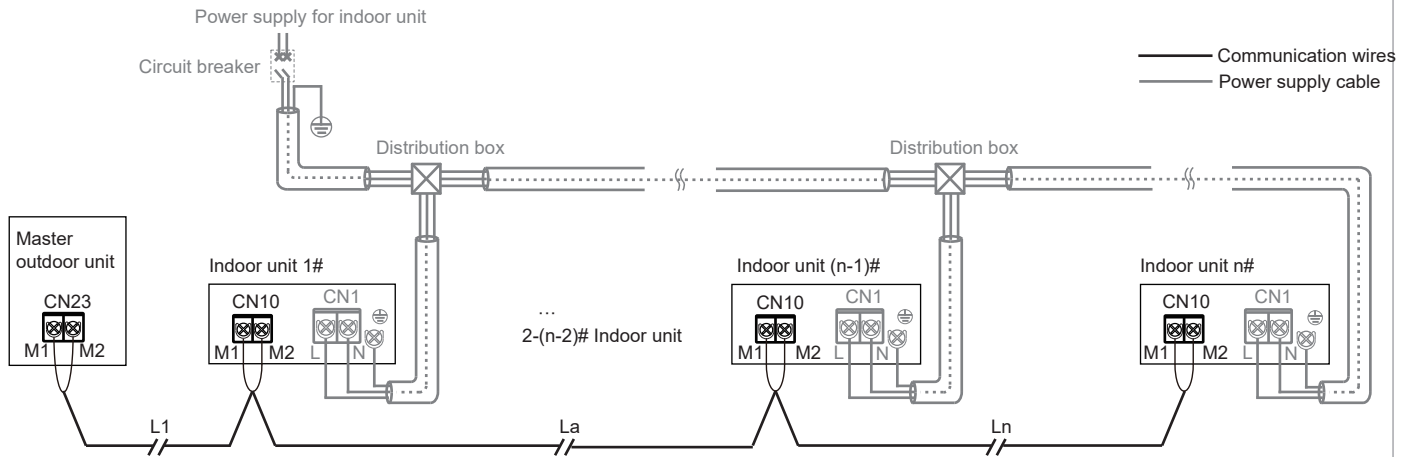 Power supply for indoor unit
Circuit breaker
Communication wires
Power supply cable
Distribution box
Distribution box
Master
outdoor unit
CN23
M1 M2
Indoor unit 1#
CN10 CN1
M1 M2 L N
...
2-(n-2)# Indoor unit
Indoor unit (n-1)#
CN10 CN1
M1 M2 L N
Indoor unit n#
CN10 CN1
M1 M2 L N
L1 La Ln